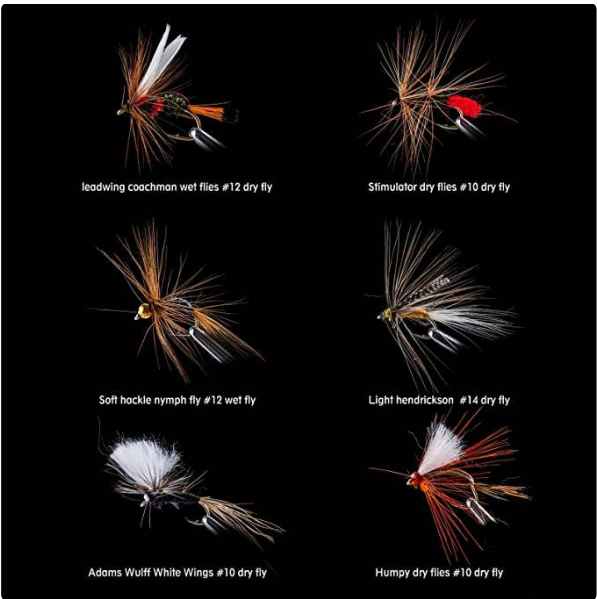 leadwing coachman wet flies #12 dry fly
Stimulator dry flies #10 dry fly
Soft hackle nymph fly #12 wet fly
Light hendrickson #14 dry fly
Adams Wulff White Wings #10 dry fly
Humpy dry flies #10 dry fly